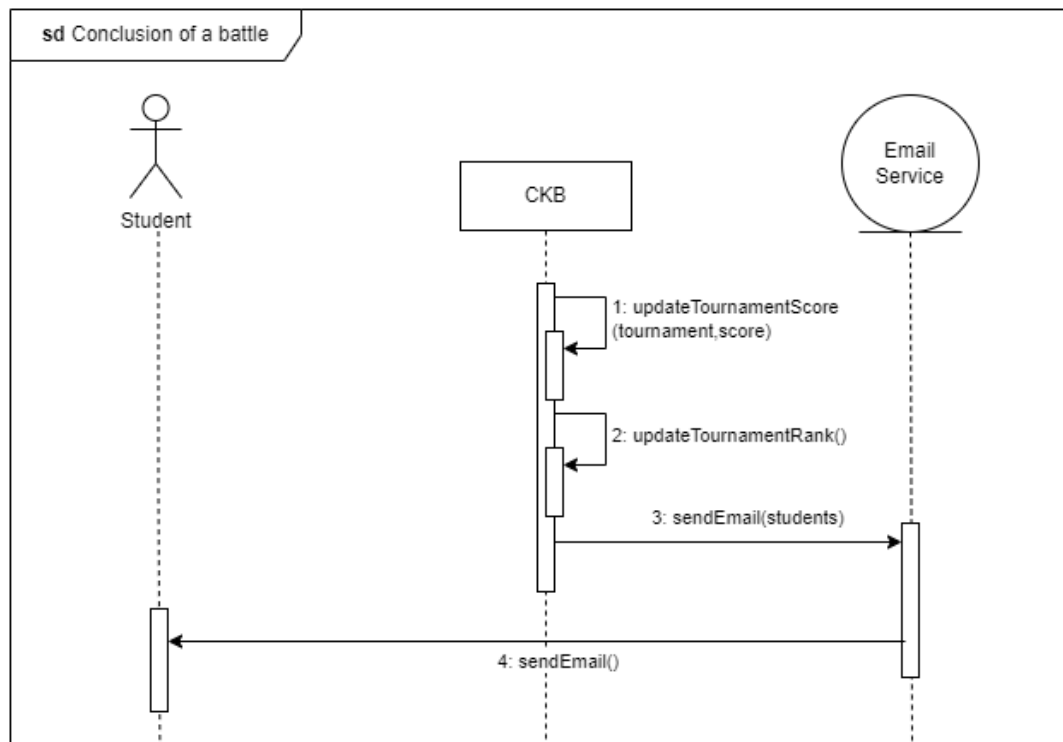 sd Conclusion of a battle
Student
CKB
Email
Service
1: updateTournamentScore
(tournament,score)
2: updateTournamentRank()
3: sendEmail(students)
4: sendEmail()